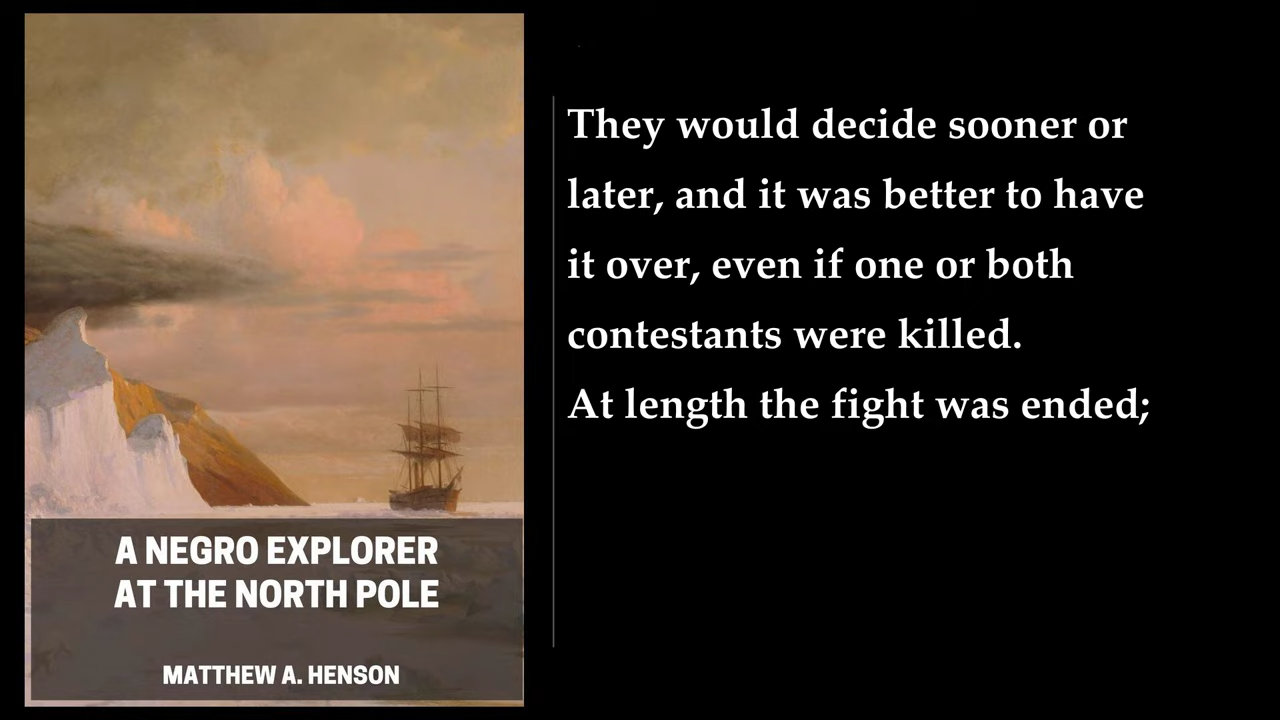 A NEGRO EXPLORER
AT THE NORTH POLE
MATTHEW A. HENSON
They would decide sooner or
later, and it was better to have
it over, even if one or both
contestants were killed.
At length the fight was ended;